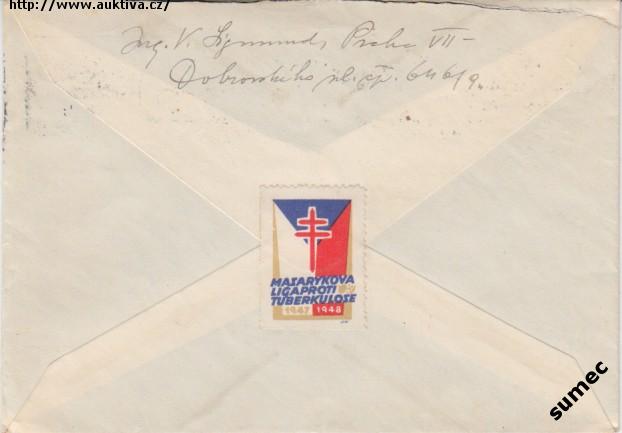 http://www.auktiva.cz/
Ing. V. Sigmund, Praha VII –
Dobrovského ul. čp. 646/9.
MASARYKOVA
LIGA PROTI
TUBERKULOSE
1947 1948
sumec